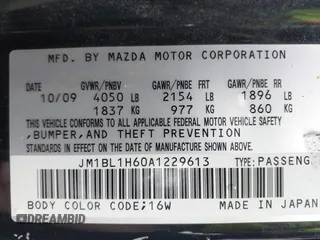 MFD. BY MAZDA MOTOR CORPORATION
GVWR/PNBV GAWR/PNBE FRT GAWR/PNBE RR
10/09 4050 LB 2154 LB 1896 LB
1837 KG 977 KG 860 KG
THIS VEHICLE CONFORMS TO ALL APPLICABLE FEDERAL
MOTOR VEHICLE SAFETY STANDARDS
,BUMPER,AND THEFT PREVENTION
STANDARDS IN EFFECT ON THE DATE OF
MANUFACTURE SHOWN ABOVE.
JM1BL1H60A1229613 TYPE:PASSENG
BODY COLOR CODE;16W MADE IN JAPAN
DREAMBID